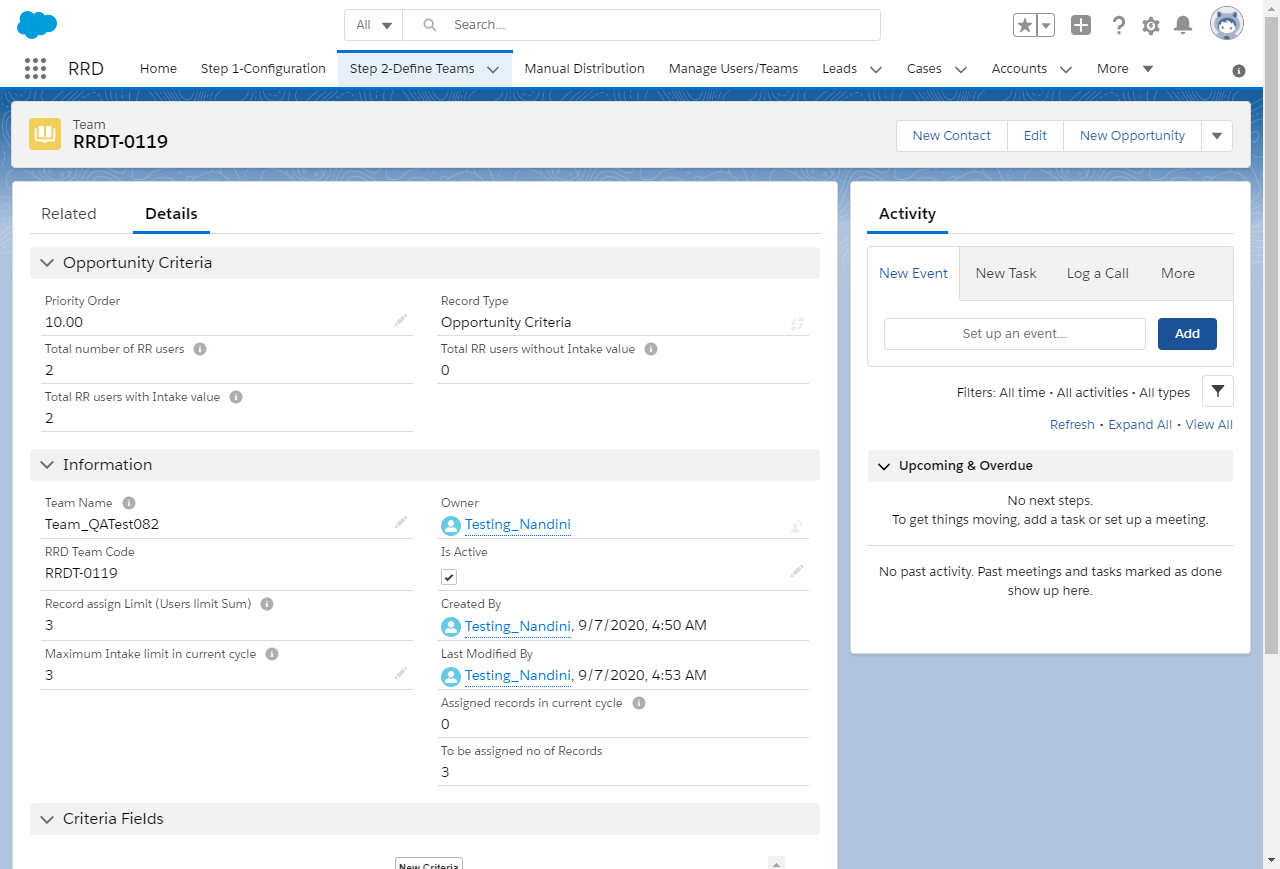 All
Search...
RRD
Home
Step 1-Configuration
Step 2-Define Teams
Manual Distribution
Manage Users/Teams
Leads
Cases
Accounts
More
Team
RRDT-0119
New Contact
Edit
New Opportunity
Related
Details
Opportunity Criteria
Priority Order
10.00
Record Type
Opportunity Criteria
Total number of RR users
2
Total RR users without Intake value
0
Total RR users with Intake value
2
Information
Team Name
Team_QATest082
Owner
Testing_Nandini
RRD Team Code
RRDT-0119
Is Active
Record assign Limit (Users limit Sum)
3
Created By
Testing_Nandini, 9/7/2020, 4:50 AM
Maximum Intake limit in current cycle
3
Last Modified By
Testing_Nandini, 9/7/2020, 4:53 AM
Assigned records in current cycle
0
To be assigned no of Records
3
Criteria Fields
New Criteria
Activity
New Event
New Task
Log a Call
More
Set up an event...
Add
Filters: All time • All activities • All types
Refresh • Expand All • View All
Upcoming & Overdue
No next steps.
To get things moving, add a task or set up a meeting.
No past activity. Past meetings and tasks marked as done
show up here.